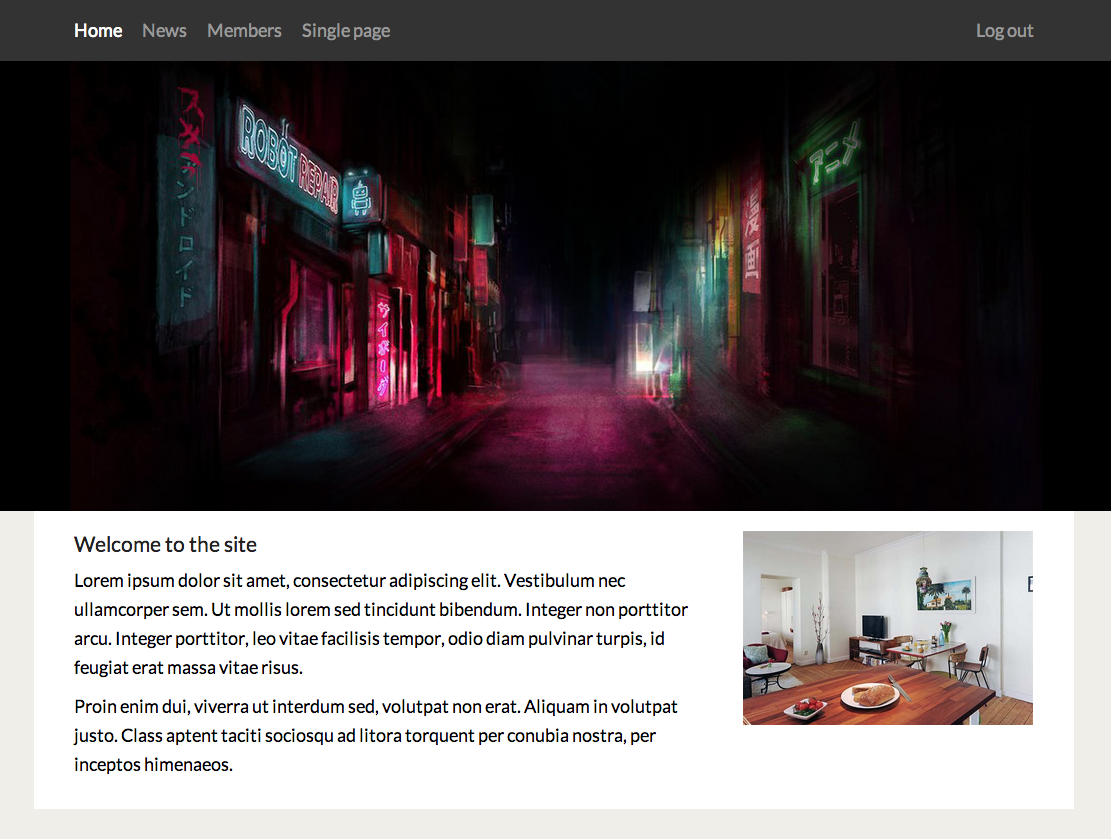 Home News Members Single page Log out
スメ
アンドロイド
ROBOT REPAIR
サイボーグ
漫画
アニメ
Welcome to the site
Lorem ipsum dolor sit amet, consectetur adipiscing elit. Vestibulum nec
ullamcorper sem. Ut mollis lorem sed tincidunt bibendum. Integer non porttitor
arcu. Integer porttitor, leo vitae facilisis tempor, odio diam pulvinar turpis, id
feugiat erat massa vitae risus.
Proin enim dui, viverra ut interdum sed, volutpat non erat. Aliquam in volutpat
justo. Class aptent taciti sociosqu ad litora torquent per conubia nostra, per
inceptos himenaeos.